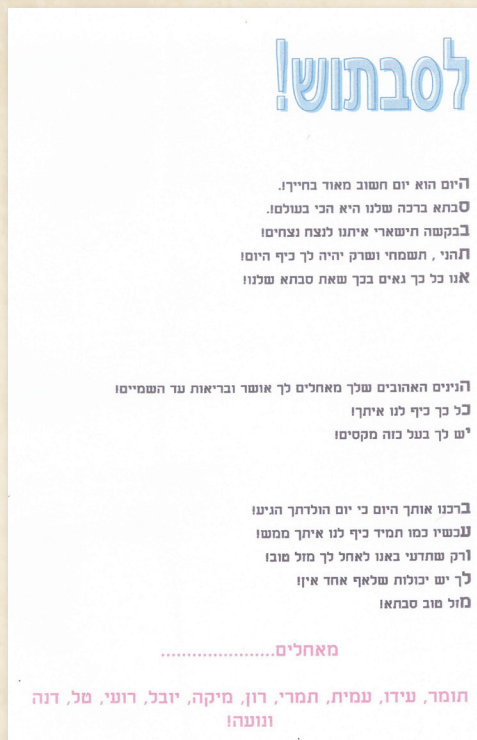 לסבתוש!
היום הוא יום חשוב מאוד בחייך!.
סבתא ברכה שלנו היא הכי בעולם!.
בבקשה תישארי איתנו לנצח נצחים!
תהני , תשמחי ושרק יהיה לך כיף היום!
אנו כל כך גאים בכך שאת סבתא שלנו!
הנינים האהובים שלך מאחלים לך אושר ובריאות עד השמיים!
כל כך כיף לנו איתך!
יש לך בעל כזה מקסים!
ברכנו אותך היום כי יום הולדתך הגיע!
עכשיו כמו תמיד כיף לנו איתך ממש!
ורק שתדעי באנו לאחל לך מזל טוב!
לך יש יכולות שלאף אחד אין!
מזל טוב סבתא!
מאחלים......................
תומר, עידו, עמית, תמרי, רון, מיקה, יובל, רועי, טל, דנה
ונועה!